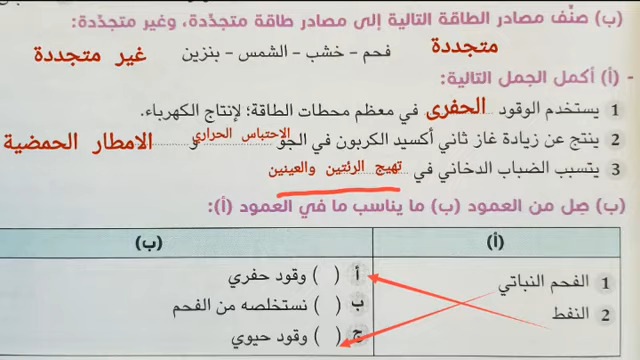 (ب) صنِّف مصادر الطاقة التالية إلى مصادر طاقة متجدِّدة، وغير متجدِّدة:
متجددة فحم – خشب – الشمس – بنزين غير متجددة
- (أ) أكمل الجمل التالية:
1 يستخدم الوقود الحفرى في معظم محطات الطاقة؛ لإنتاج الكهرباء.
2 ينتج عن زيادة غاز ثاني أكسيد الكربون في الجو الاحتباس الحراري و الامطار الحمضية
3 يتسبب الضباب الدخاني في تهيج الرئتين والعينين
(ب) صِل من العمود (ب) ما يناسب ما في العمود (أ):
(أ) (ب)
1 الفحم النباتي
2 النفط
أ ( ) وقود حفري
ب ( ) نستخلصه من الفحم
ج ( ) وقود حيوي